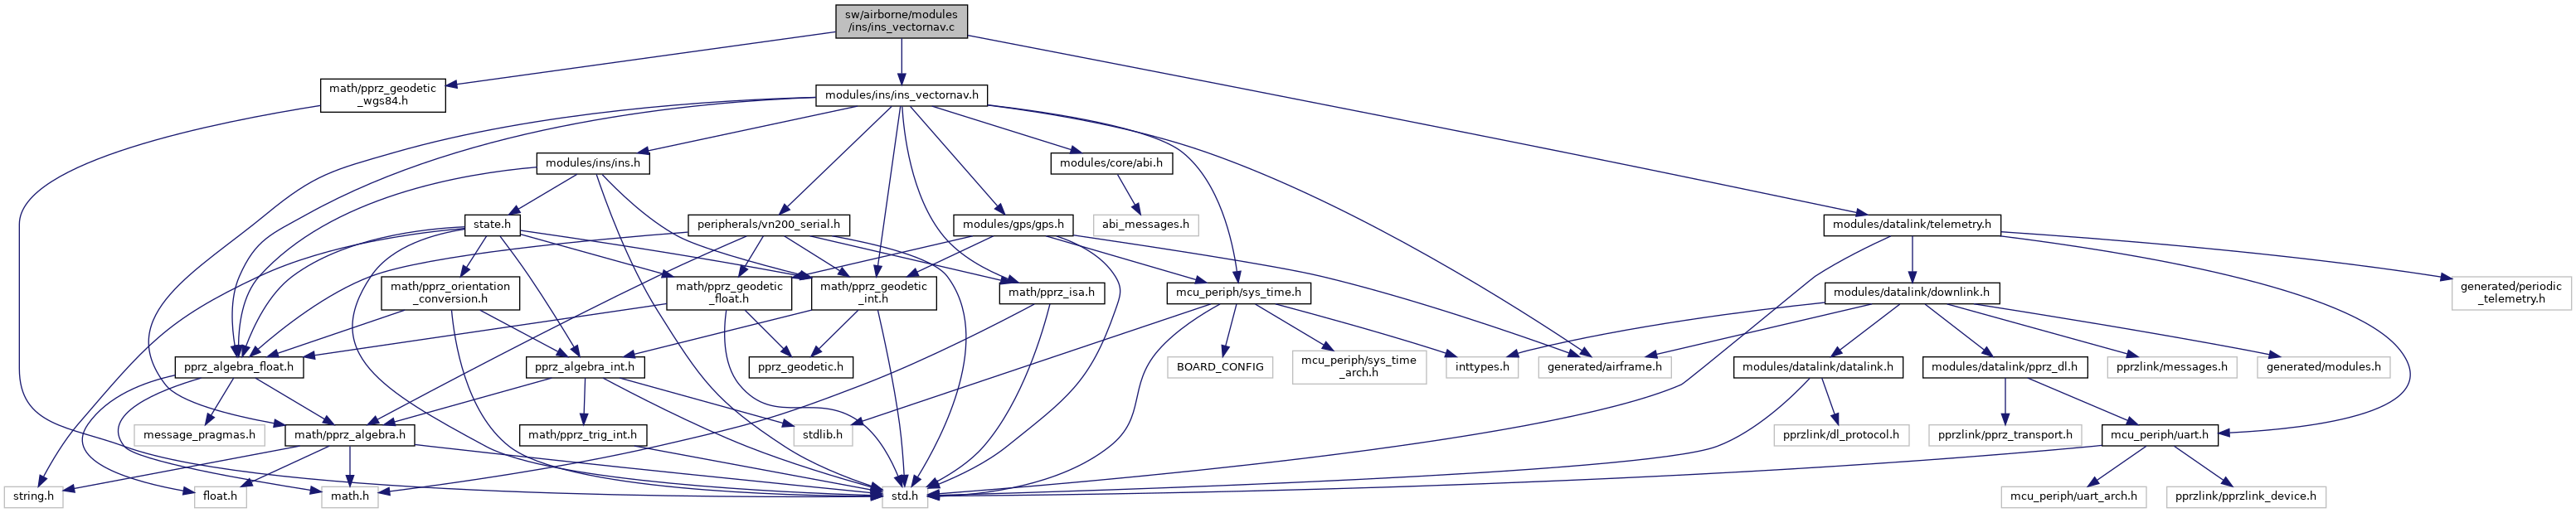 sw/airborne/modules
/ins/ins_vectornav.c
math/pprz_geodetic
_wgs84.h
modules/ins/ins_vectornav.h
modules/ins/ins.h
modules/core/abi.h
state.h
peripherals/vn200_serial.h
modules/gps/gps.h
abi_messages.h
modules/datalink/telemetry.h
math/pprz_orientation
_conversion.h
math/pprz_geodetic
_float.h
math/pprz_geodetic
_int.h
math/pprz_isa.h
mcu_periph/sys_time.h
modules/datalink/downlink.h
generated/periodic
_telemetry.h
pprz_algebra_float.h
pprz_algebra_int.h
pprz_geodetic.h
BOARD_CONFIG
mcu_periph/sys_time
_arch.h
inttypes.h
generated/airframe.h
modules/datalink/datalink.h
modules/datalink/pprz_dl.h
pprzlink/messages.h
generated/modules.h
message_pragmas.h
math/pprz_algebra.h
math/pprz_trig_int.h
stdlib.h
pprzlink/dl_protocol.h
pprzlink/pprz_transport.h
mcu_periph/uart.h
string.h
float.h
math.h
std.h
mcu_periph/uart_arch.h
pprzlink/pprzlink_device.h